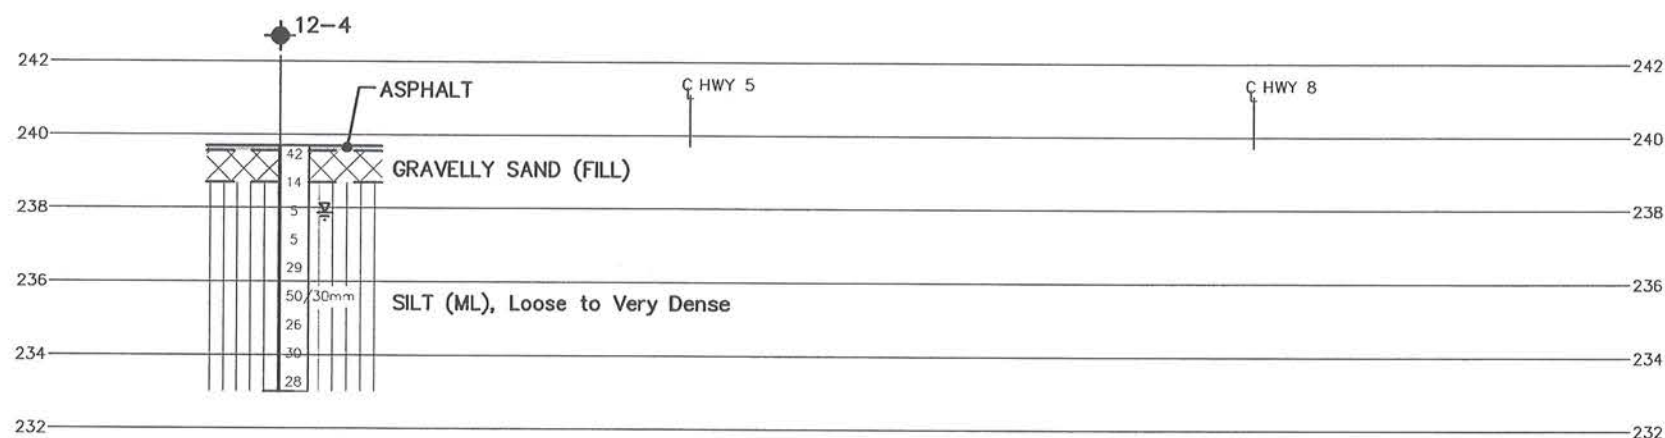 12-4
242 242
ASPHALT
C HWY 5 C HWY 8
240 240
42
GRAVELLY SAND (FILL)
14
238 5 238
5
29
236 236
50/30mm
SILT (ML), Loose to Very Dense
26
234 30 234
28
232 232